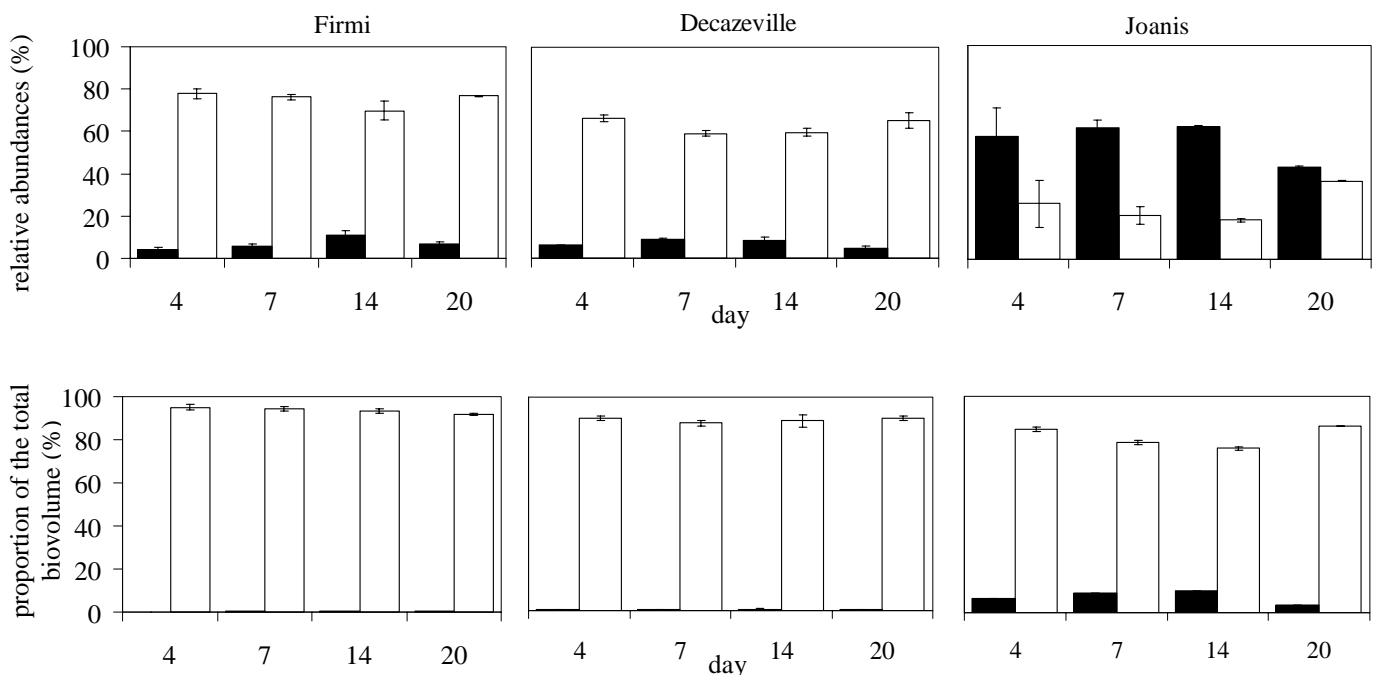 Firmi Decazeville Joanis
relative abundances (%)
100
80
60
40
20
0
4 7 14 20 4 7 14 20 4 7 14 20
day
proportion of the total
biovolume (%)
100
80
60
40
20
0
4 7 14 20 4 7 14 20 4 7 14 20
day